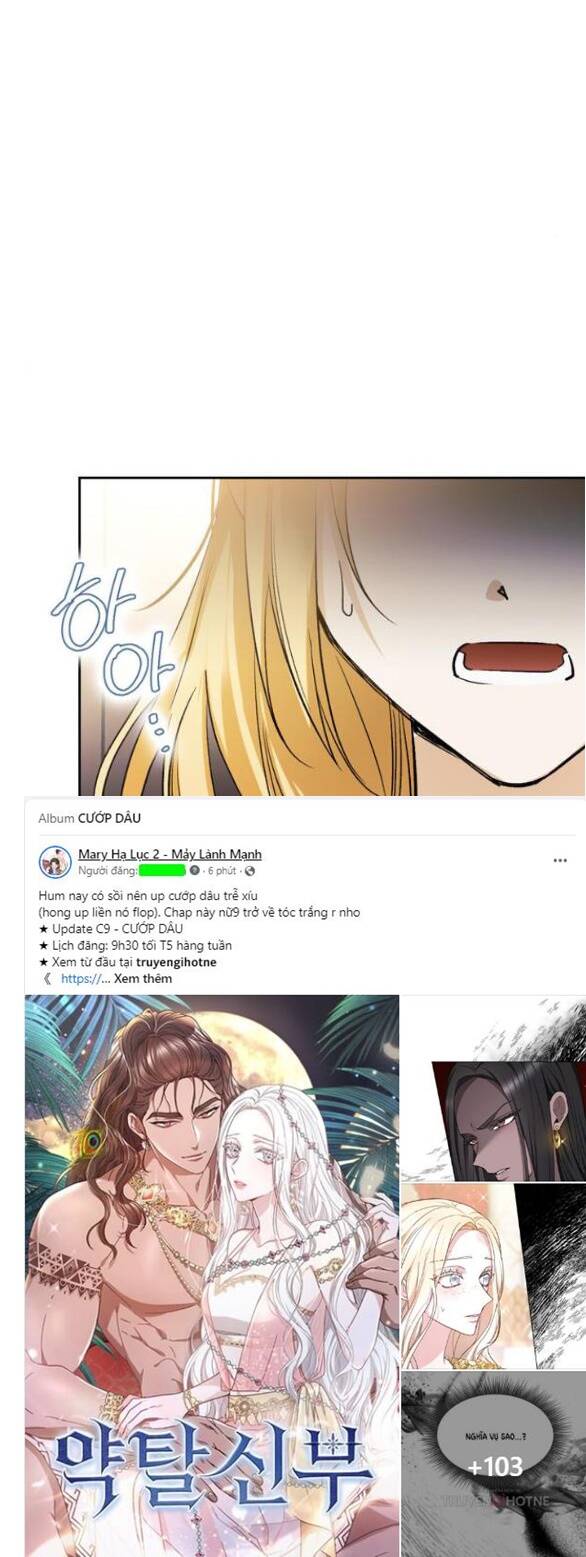 하아...
Album CƯỚP DÂU
Mary Hạ Lục 2 - Mảy Lành Mạnh
Người đăng: · 6 phút ·
Hum nay có sồi nên up cướp dâu trễ xíu
(hong up liền nó flop). Chap này nữ9 trở về tóc trắng r nho
★ Update C9 - CƯỚP DÂU
★ Lịch đăng: 9h30 tối T5 hàng tuần
★ Xem từ đầu tại truyengihotne
《 https://... Xem thêm
약탈신부
NGHĨA VỤ SAO...?
+103